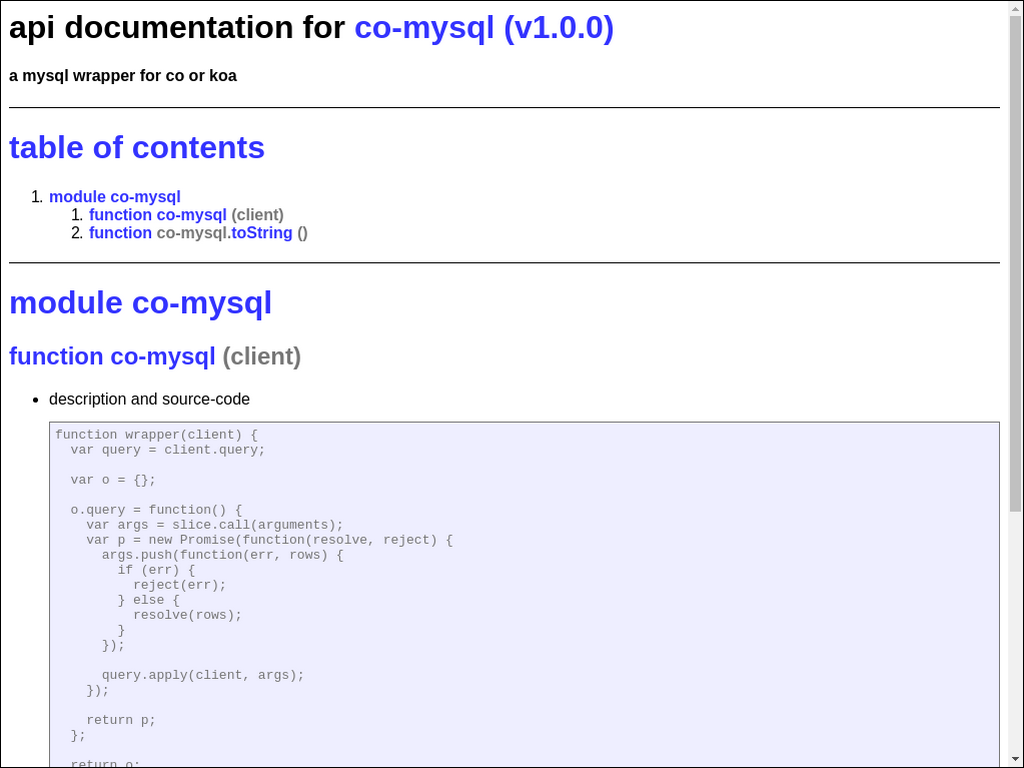 api documentation for co-mysql (v1.0.0)
a mysql wrapper for co or koa
table of contents
1. module co-mysql
1. function co-mysql (client)
2. function co-mysql.toString ()
module co-mysql
function co-mysql (client)
• description and source-code
function wrapper(client) {
  var query = client.query;

  var o = {};

  o.query = function() {
    var args = slice.call(arguments);
    var p = new Promise(function(resolve, reject) {
      args.push(function(err, rows) {
        if (err) {
          reject(err);
        } else {
          resolve(rows);
        }
      });

      query.apply(client, args);
    });

    return p;
  };

  return o;